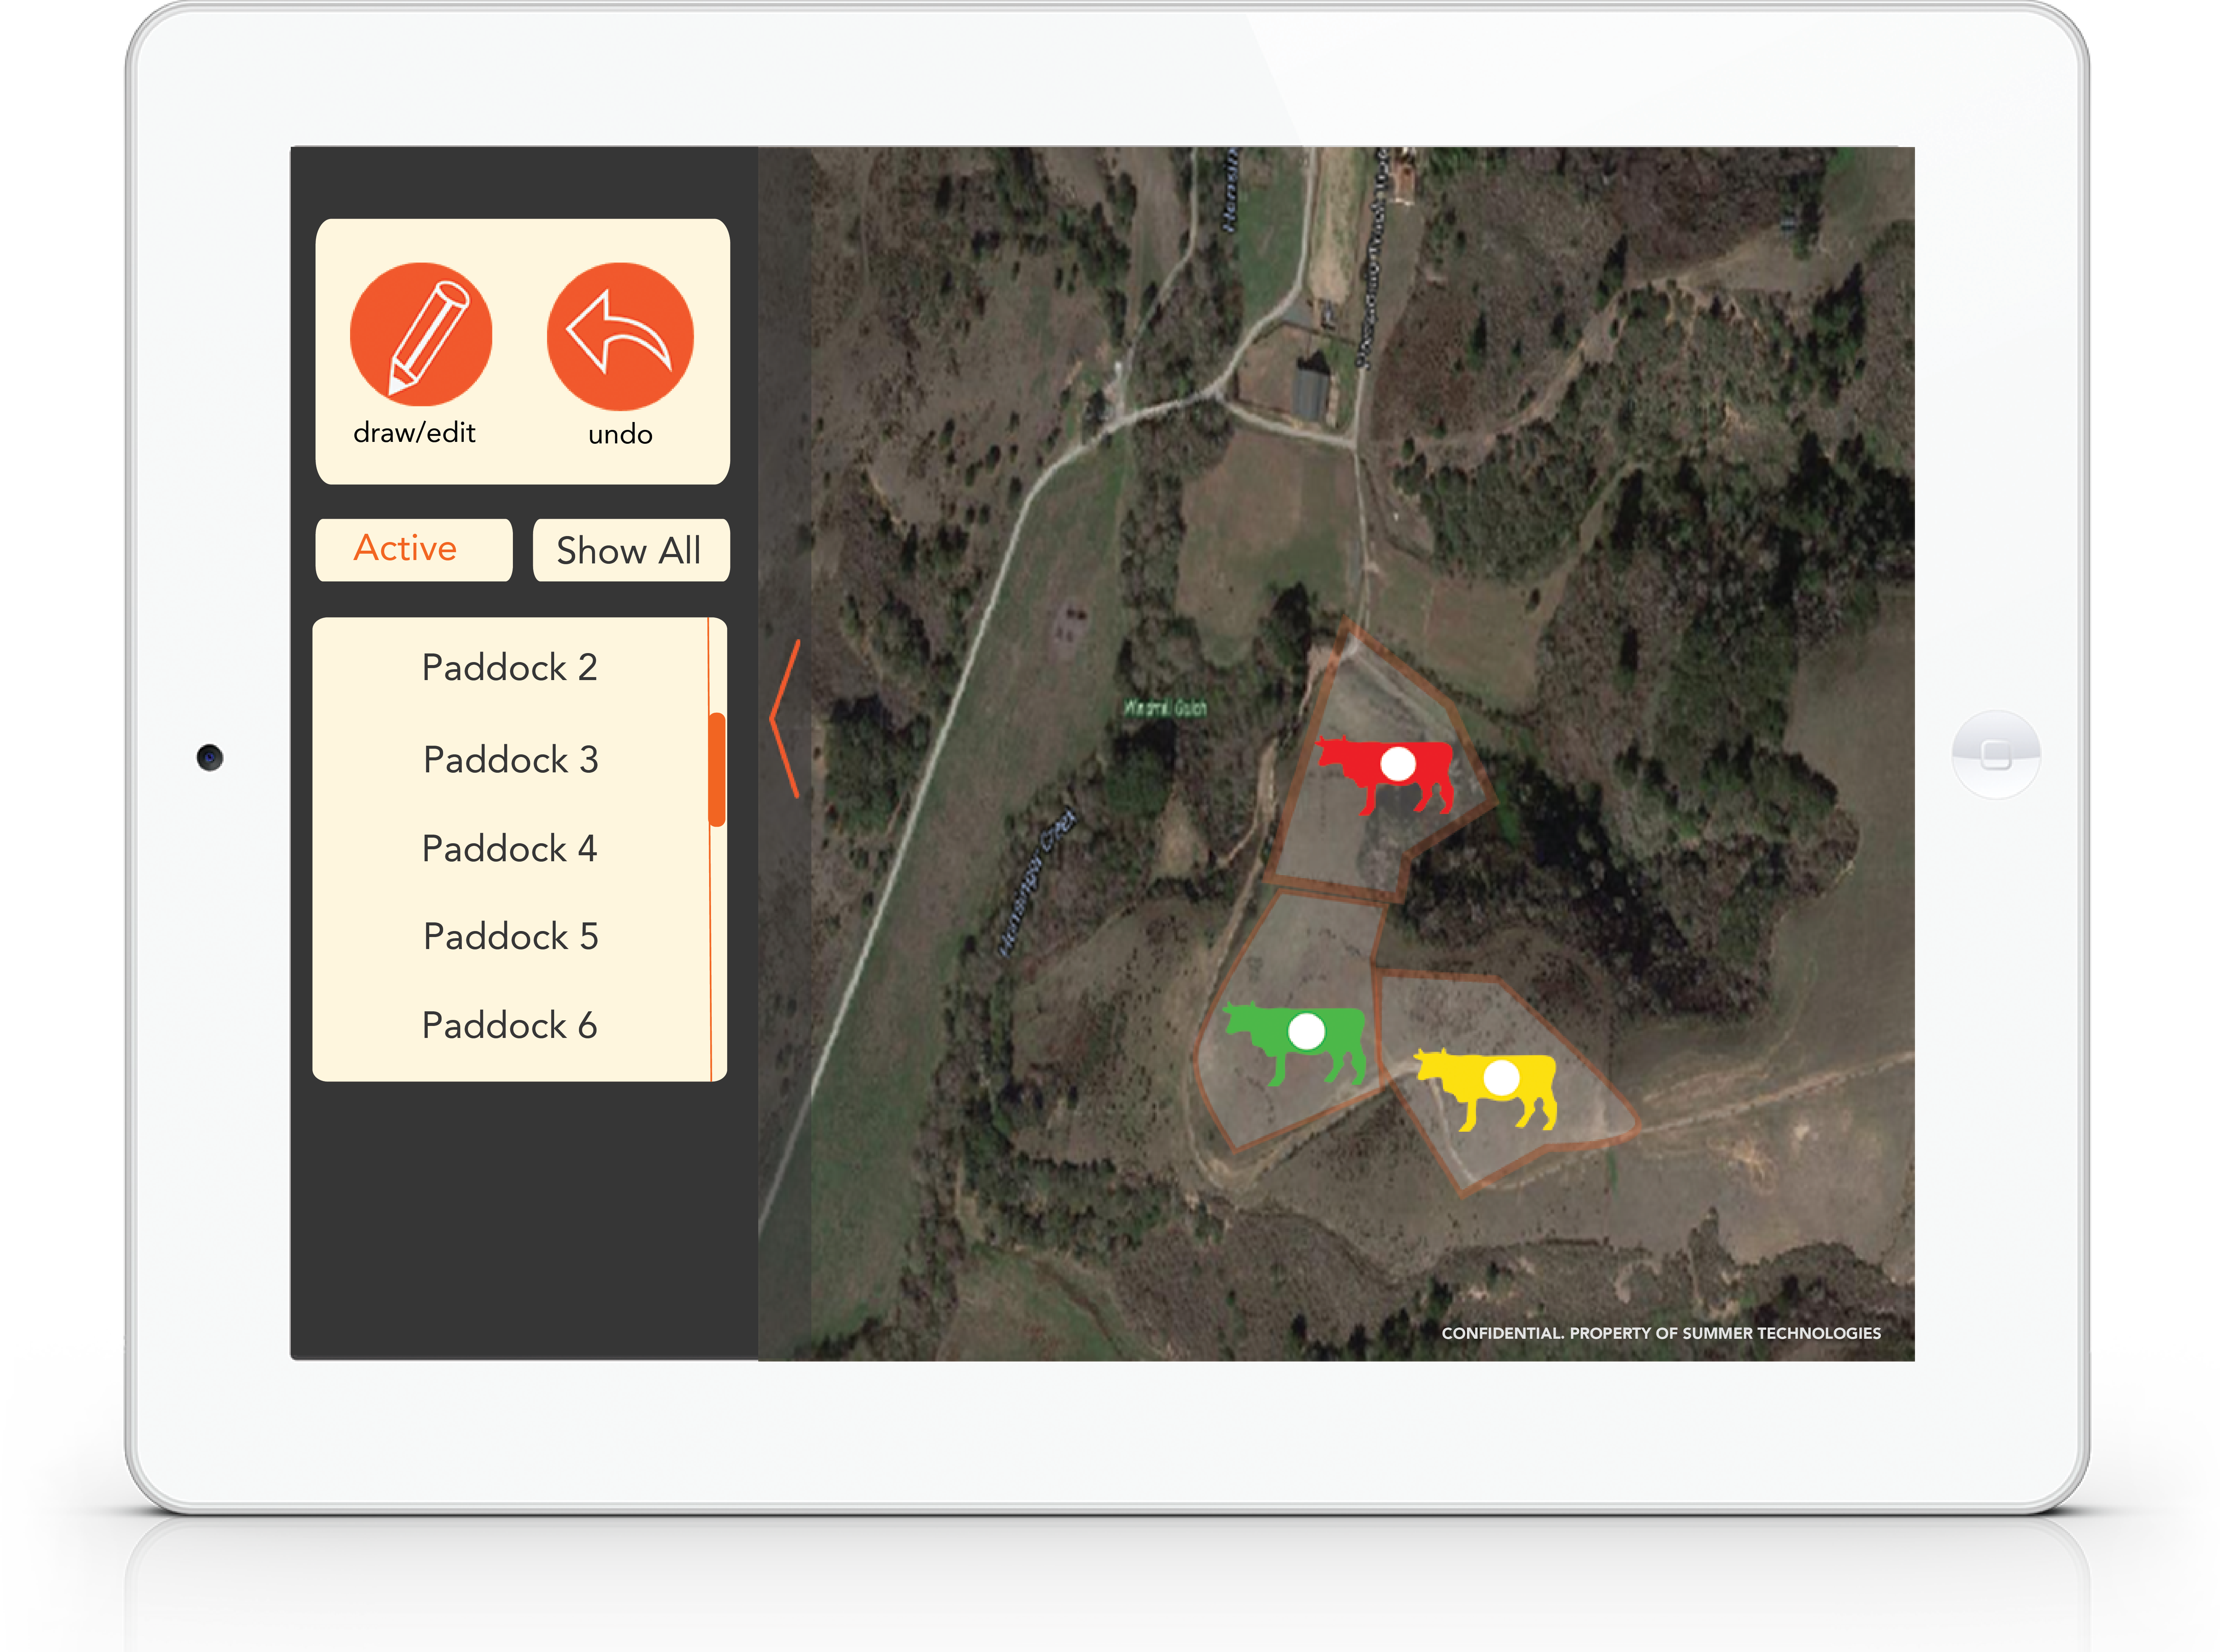 draw/edit
undo
Active
Show All
Paddock 2
Paddock 3
Paddock 4
Paddock 5
Paddock 6
Windmill Gulch
CONFIDENTIAL. PROPERTY OF SUMMER TECHNOLOGIES